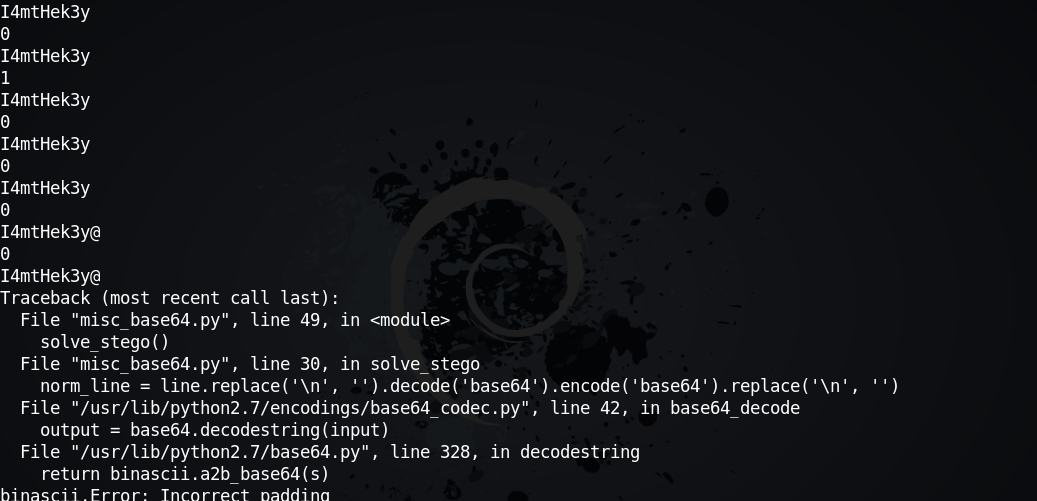 I4mtHek3y
0
I4mtHek3y
1
I4mtHek3y
0
I4mtHek3y
0
I4mtHek3y
0
I4mtHek3y@
0
I4mtHek3y@
Traceback (most recent call last):
  File "misc_base64.py", line 49, in <module>
    solve_stego()
  File "misc_base64.py", line 30, in solve_stego
    norm_line = line.replace('\n', '').decode('base64').encode('base64').replace('\n', '')
  File "/usr/lib/python2.7/encodings/base64_codec.py", line 42, in base64_decode
    output = base64.decodestring(input)
  File "/usr/lib/python2.7/base64.py", line 328, in decodestring
    return binascii.a2b_base64(s)
binascii.Error: Incorrect padding